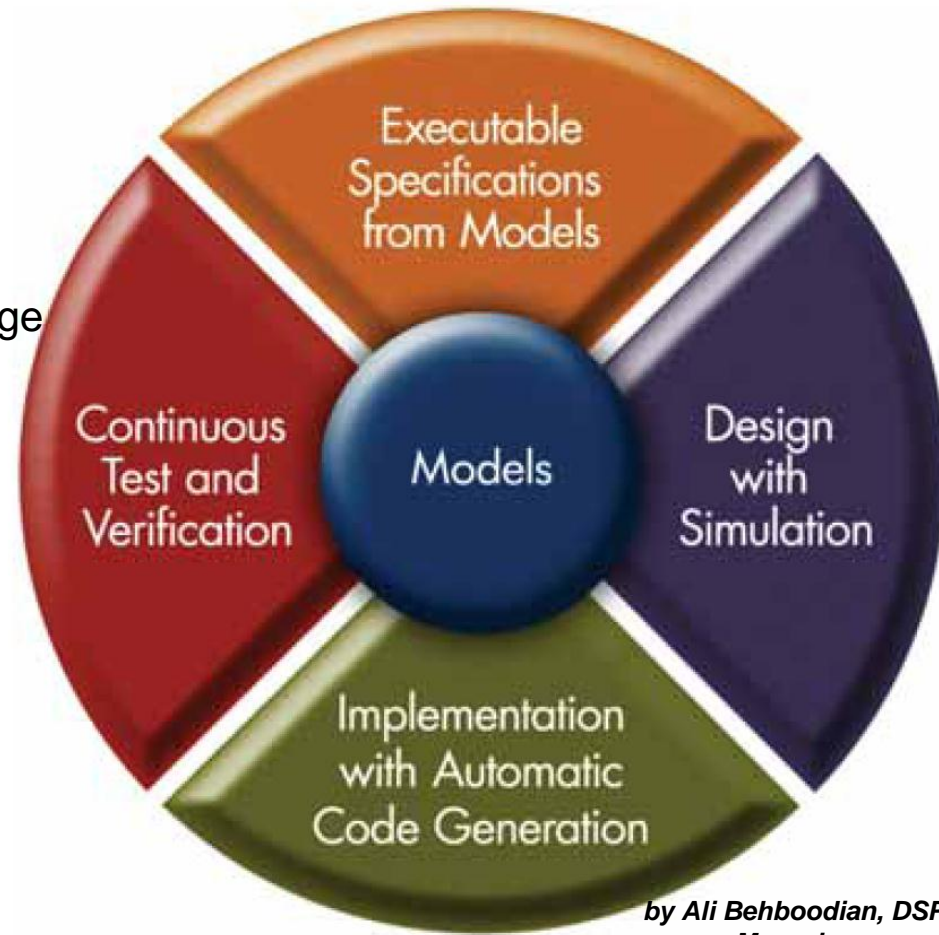 Executable
Specifications
from Models
Continuous
Test and
Verification
Models
Design
with
Simulation
Implementation
with Automatic
Code Generation
by Ali Behboodian,